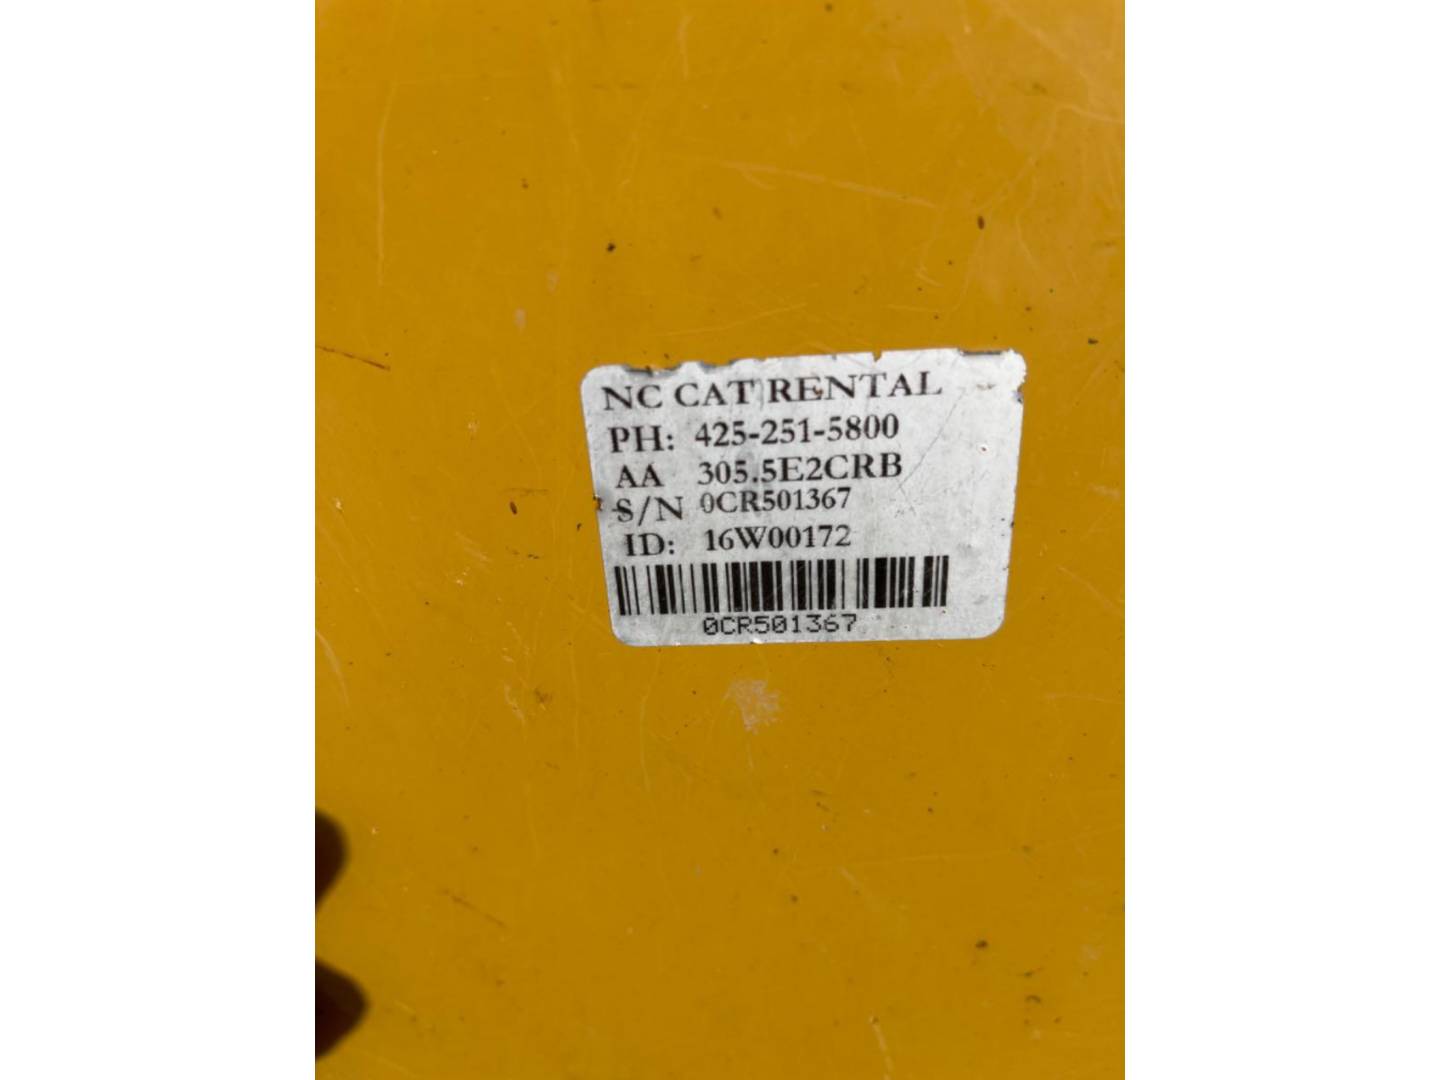 NC CAT RENTAL
PH: 425-251-5800
AA 305.5E2CRB
S/N 0CR501367
ID: 16W00172
0CR501367